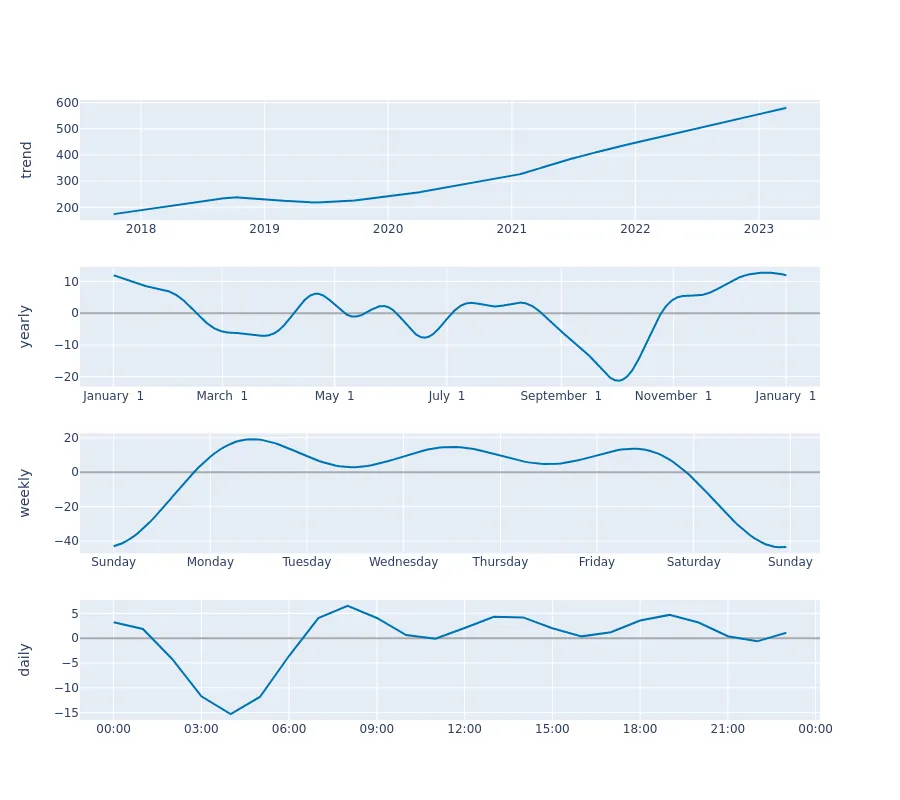 600
500
400
300
200
trend
2018 2019 2020 2021 2022 2023
10
0
−10
−20
yearly
January 1 March 1 May 1 July 1 September 1 November 1 January 1
20
0
−20
−40
weekly
Sunday Monday Tuesday Wednesday Thursday Friday Saturday Sunday
5
0
−5
−10
−15
daily
00:00 03:00 06:00 09:00 12:00 15:00 18:00 21:00 00:00